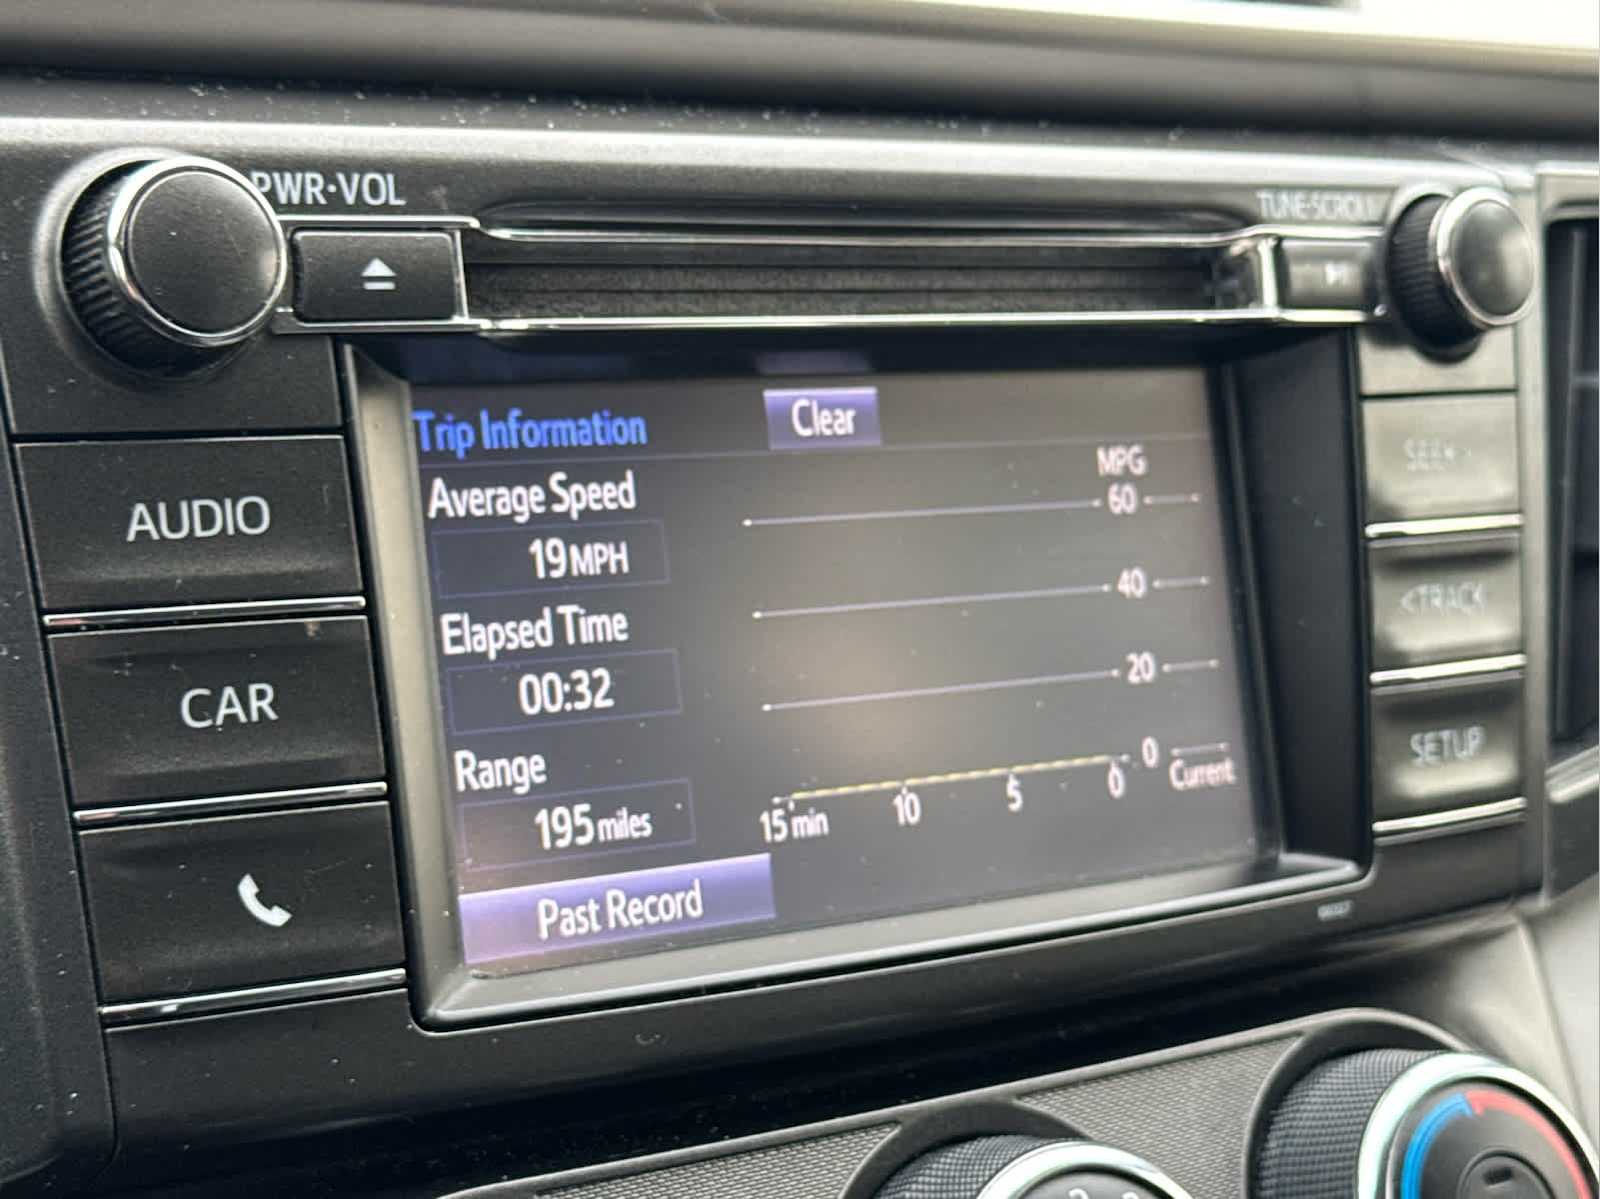 PWR·VOL
TUNE·SCROLL
AUDIO
CAR
Trip Information
Clear
Average Speed
19 MPH
Elapsed Time
00:32
Range
195 miles
Past Record
MPG
60
40
20
0
15 min 10 5 0 Current
SEEK >
< TRACK
SETUP